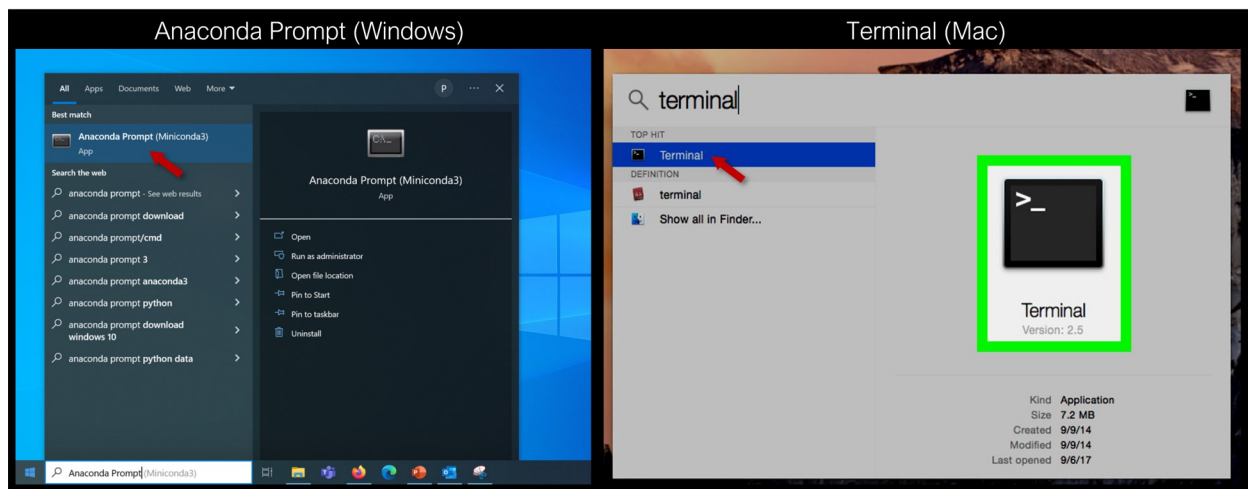 Anaconda Prompt (Windows)
All Apps Documents Web More
P ... ×
Best match
Anaconda Prompt (Miniconda3)
App
Search the web
anaconda prompt - See web results
anaconda prompt download
anaconda prompt/cmd
anaconda prompt 3
anaconda prompt anaconda3
anaconda prompt python
anaconda prompt download
windows 10
anaconda prompt python data
C:\_
Anaconda Prompt (Miniconda3)
App
Open
Run as administrator
Open file location
Pin to Start
Pin to taskbar
Uninstall
Anaconda Prompt (Miniconda3)
Terminal (Mac)
terminal
TOP HIT
Terminal
DEFINITION
terminal
Show all in Finder...
>_
Terminal
Version: 2.5
Kind Application
Size 7.2 MB
Created 9/9/14
Modified 9/9/14
Last opened 9/6/17